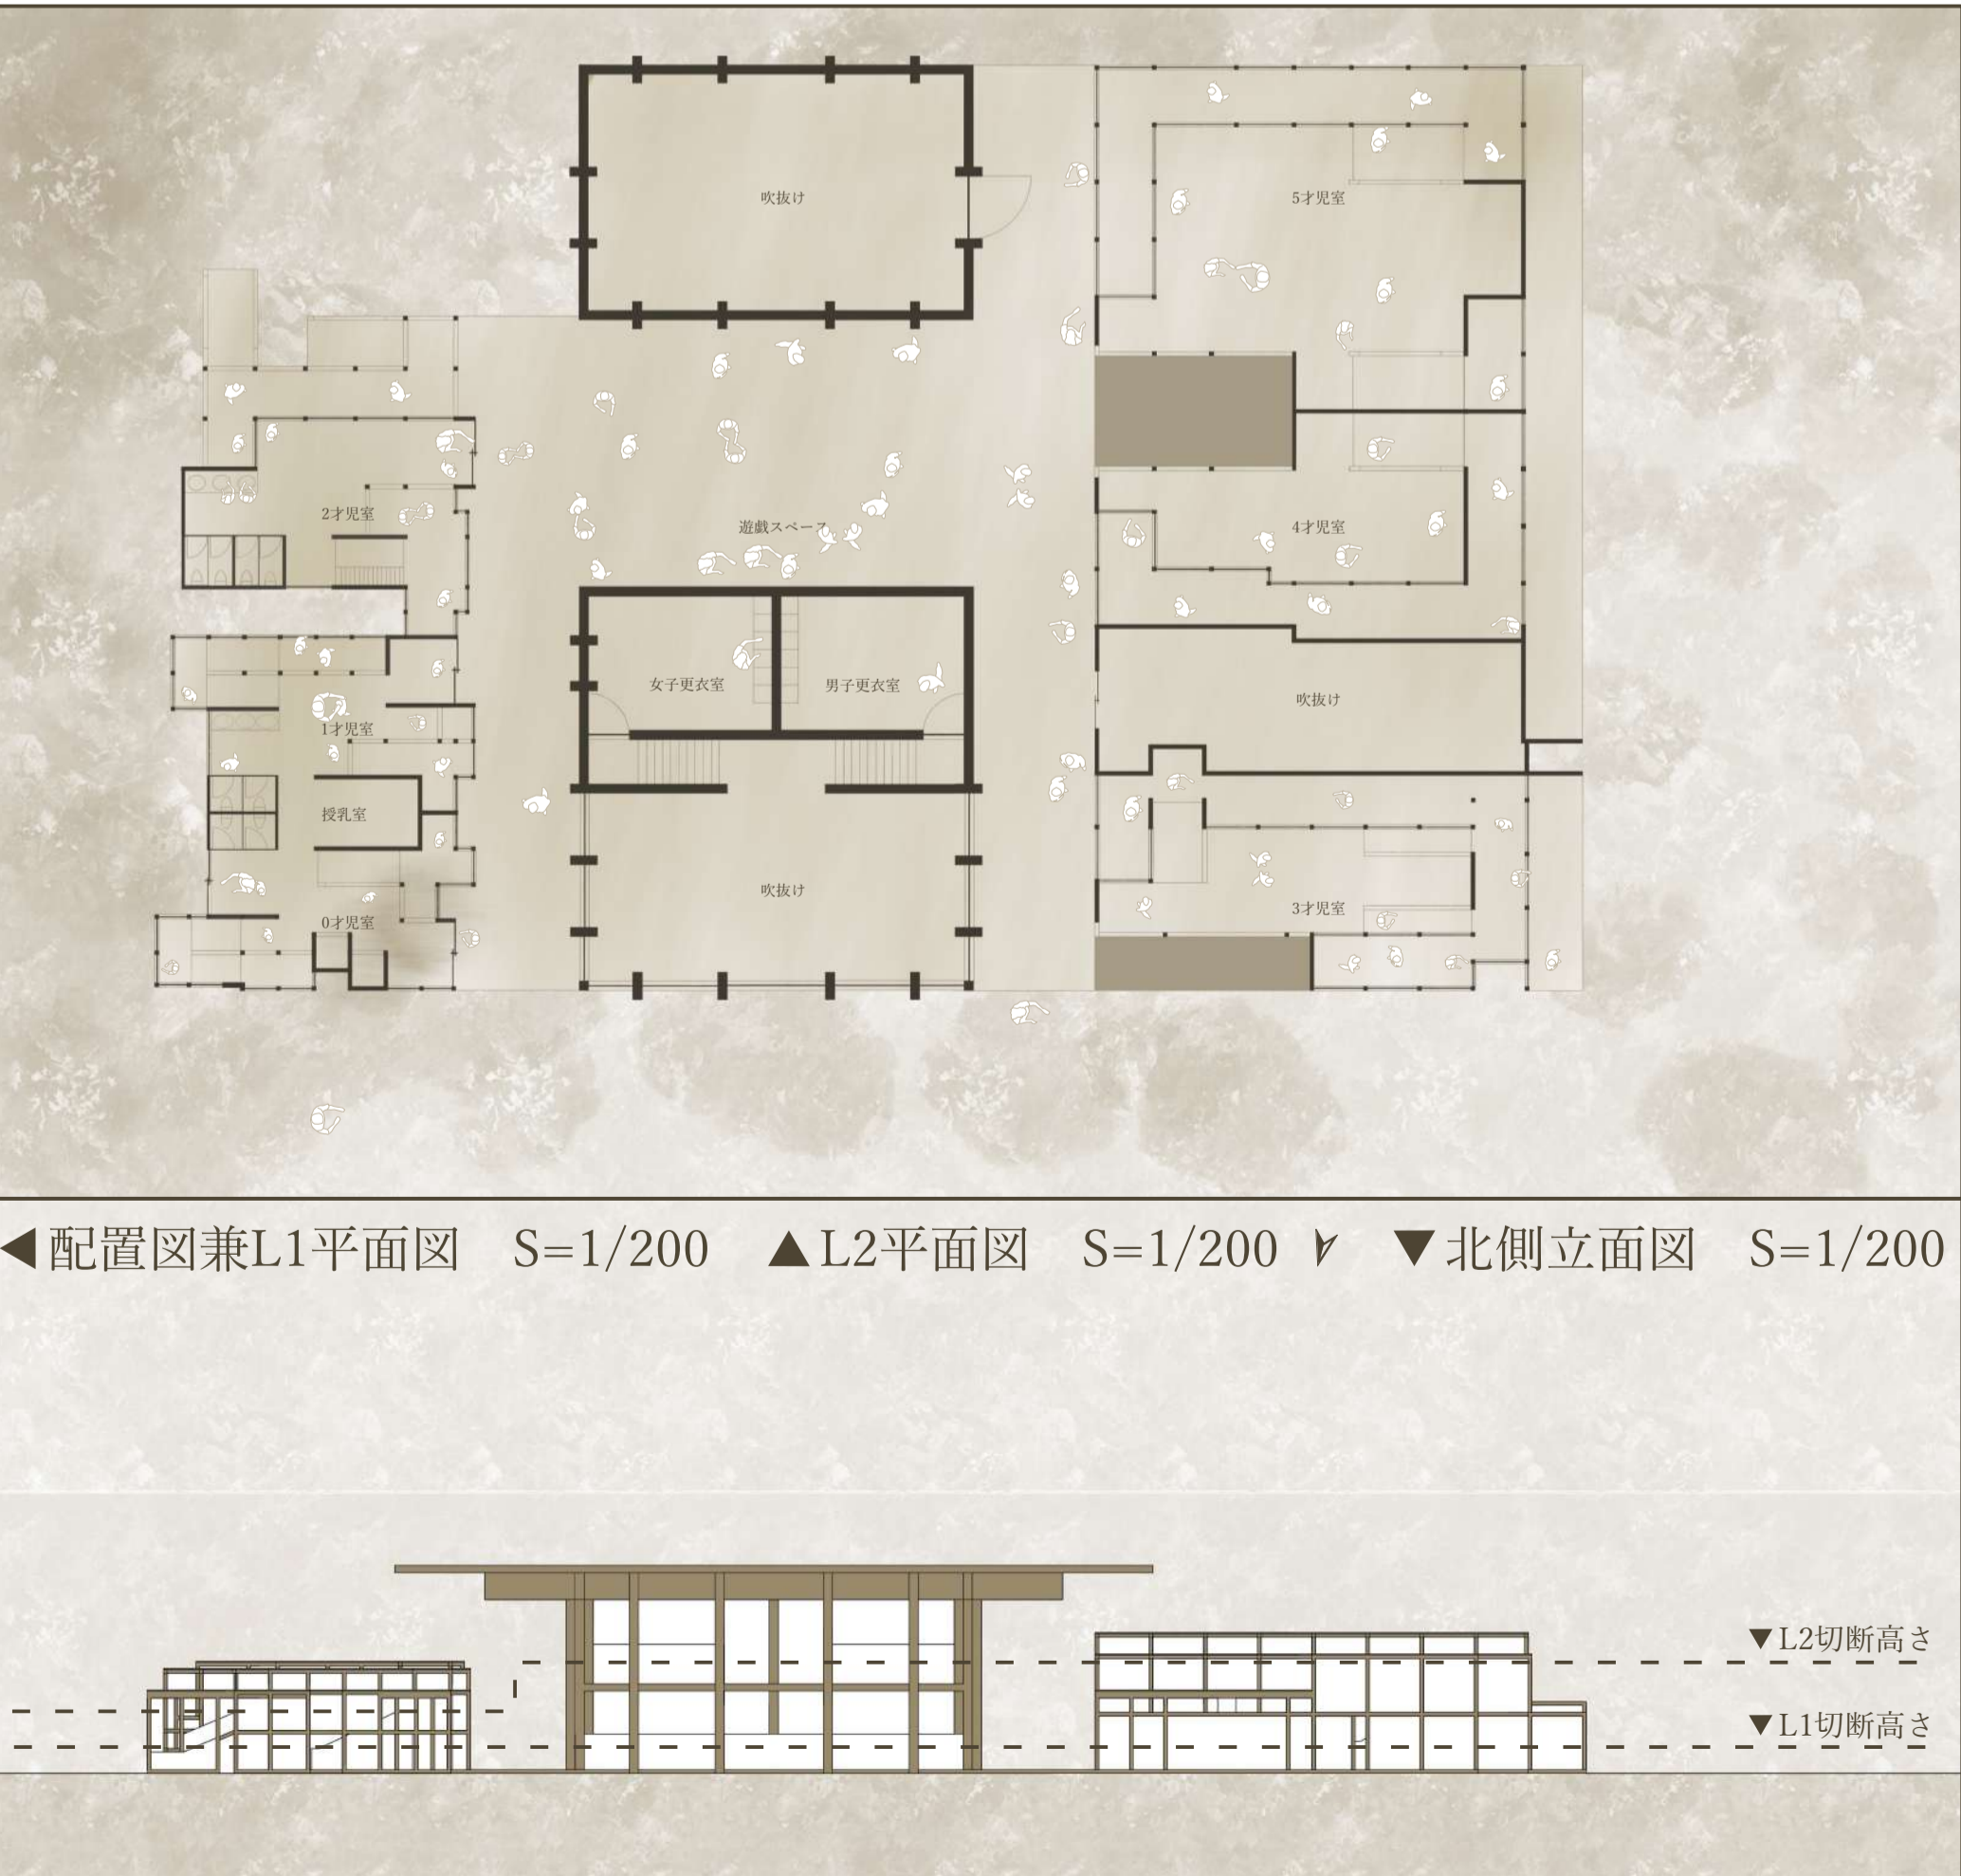 吹抜け
5才児室
2才児室
遊戯スペース
4才児室
女子更衣室
男子更衣室
吹抜け
1才児室
授乳室
吹抜け
3才児室
0才児室
◀配置図兼L1平面図 S=1/200 ▲L2平面図 S=1/200 ▼北側立面図 S=1/200
▼L2切断高さ
▼L1切断高さ